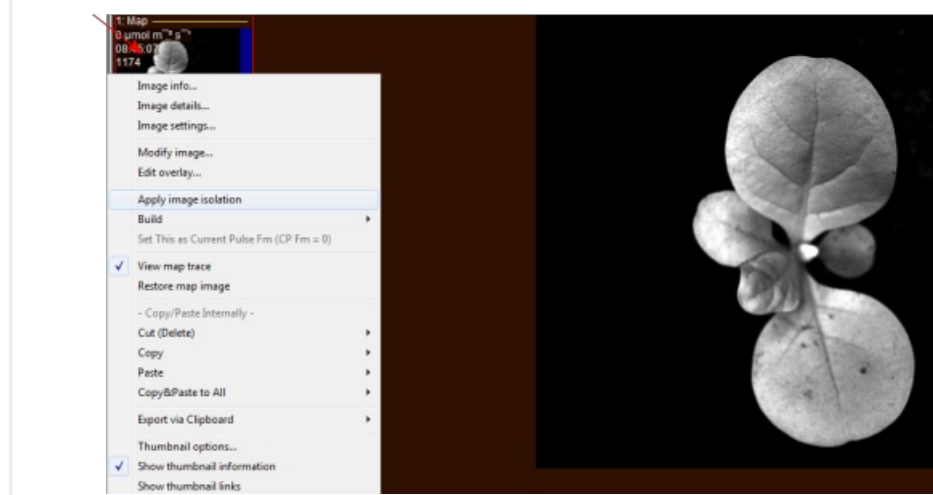 1: Map
0 µmol m⁻² s⁻¹
1174
Image info...
Image details...
Image settings...
Modify image...
Edit overlay...
Apply image isolation
Build
Set This as Current Pulse Fm (CP Fm = 0)
View map trace
Restore map image
- Copy/Paste Internally -
Cut (Delete)
Copy
Paste
Copy&Paste to All
Export via Clipboard
Thumbnail options...
Show thumbnail information
Show thumbnail links